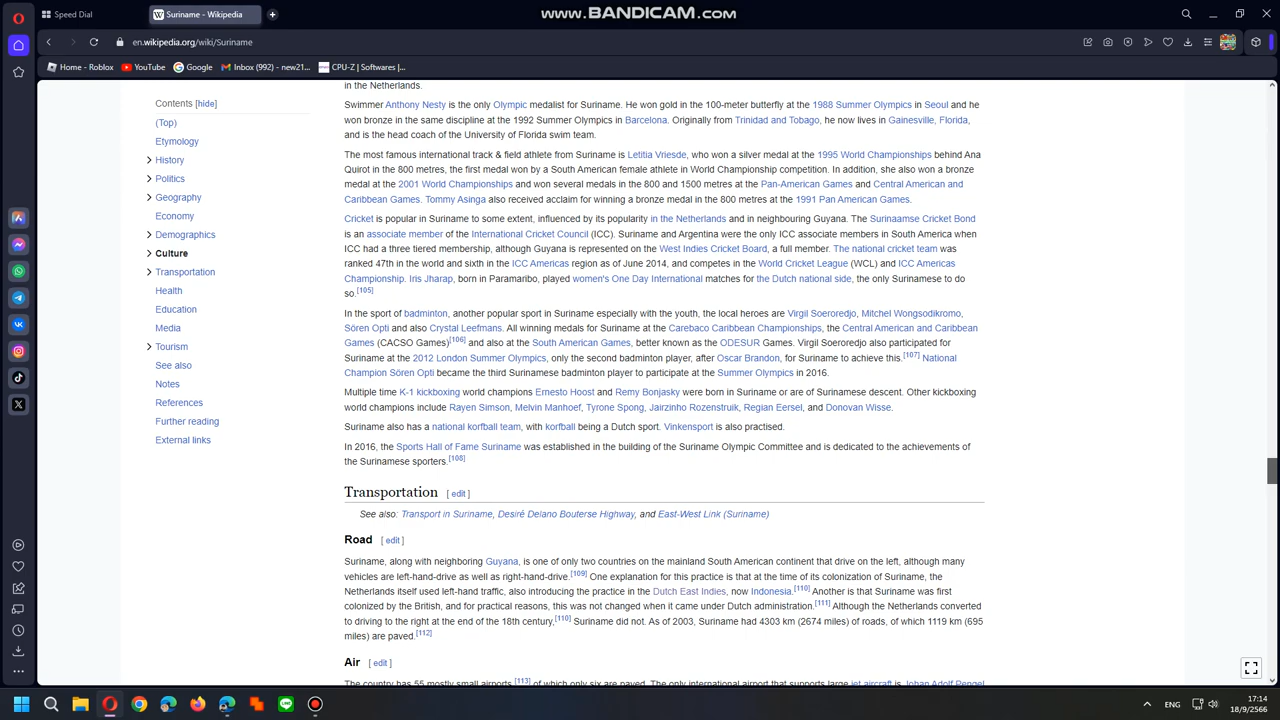 Speed Dial
Suriname - Wikipedia
www.BANDICAM.com
en.wikipedia.org/wiki/Suriname
Home - Roblox
YouTube
Google
Inbox (992) - new21...
CPU-Z | Softwares |...
Contents [hide]
(Top)
Etymology
History
Politics
Geography
Economy
Demographics
Culture
Transportation
Health
Education
Media
Tourism
See also
Notes
References
Further reading
External links
in the Netherlands.
Swimmer Anthony Nesty is the only Olympic medalist for Suriname. He won gold in the 100-meter butterfly at the 1988 Summer Olympics in Seoul and he
won bronze in the same discipline at the 1992 Summer Olympics in Barcelona. Originally from Trinidad and Tobago, he now lives in Gainesville, Florida,
and is the head coach of the University of Florida swim team.
The most famous international track & field athlete from Suriname is Letitia Vriesde, who won a silver medal at the 1995 World Championships behind Ana
Quirot in the 800 metres, the first medal won by a South American female athlete in World Championship competition. In addition, she also won a bronze
medal at the 2001 World Championships and won several medals in the 800 and 1500 metres at the Pan-American Games and Central American and
Caribbean Games. Tommy Asinga also received acclaim for winning a bronze medal in the 800 metres at the 1991 Pan American Games.
Cricket is popular in Suriname to some extent, influenced by its popularity in the Netherlands and in neighbouring Guyana. The Surinaamse Cricket Bond
is an associate member of the International Cricket Council (ICC). Suriname and Argentina were the only ICC associate members in South America when
ICC had a three tiered membership, although Guyana is represented on the West Indies Cricket Board, a full member. The national cricket team was
ranked 47th in the world and sixth in the ICC Americas region as of June 2014, and competes in the World Cricket League (WCL) and ICC Americas
Championship. Iris Jharap, born in Paramaribo, played women's One Day International matches for the Dutch national side, the only Surinamese to do
so.[105]
In the sport of badminton, another popular sport in Suriname especially with the youth, the local heroes are Virgil Soeroredjo, Mitchel Wongsodikromo,
Sören Opti and also Crystal Leefmans. All winning medals for Suriname at the Carebaco Caribbean Championships, the Central American and Caribbean
Games (CACSO Games)[106] and also at the South American Games, better known as the ODESUR Games. Virgil Soeroredjo also participated for
Suriname at the 2012 London Summer Olympics, only the second badminton player, after Oscar Brandon, for Suriname to achieve this.[107] National
Champion Sören Opti became the third Surinamese badminton player to participate at the Summer Olympics in 2016.
Multiple time K-1 kickboxing world champions Ernesto Hoost and Remy Bonjasky were born in Suriname or are of Surinamese descent. Other kickboxing
world champions include Rayen Simson, Melvin Manhoef, Tyrone Spong, Jairzinho Rozenstruik, Regian Eersel, and Donovan Wisse.
Suriname also has a national korfball team, with korfball being a Dutch sport. Vinkensport is also practised.
In 2016, the Sports Hall of Fame Suriname was established in the building of the Suriname Olympic Committee and is dedicated to the achievements of
the Surinamese sporters.[108]
Transportation [ edit ]
See also: Transport in Suriname, Desiré Delano Bouterse Highway, and East-West Link (Suriname)
Road [ edit ]
Suriname, along with neighboring Guyana, is one of only two countries on the mainland South American continent that drive on the left, although many
vehicles are left-hand-drive as well as right-hand-drive.[109] One explanation for this practice is that at the time of its colonization of Suriname, the
Netherlands itself used left-hand traffic, also introducing the practice in the Dutch East Indies, now Indonesia.[110] Another is that Suriname was first
colonized by the British, and for practical reasons, this was not changed when it came under Dutch administration.[111] Although the Netherlands converted
to driving to the right at the end of the 18th century,[110] Suriname did not. As of 2003, Suriname had 4303 km (2674 miles) of roads, of which 1119 km (695
miles) are paved.[112]
Air [ edit ]
The country has 55 mostly small airports,[113] of which only six are paved. The only international airport that supports large jet aircraft is Johan Adolf Pengel
ENG
17:14
18/9/2566